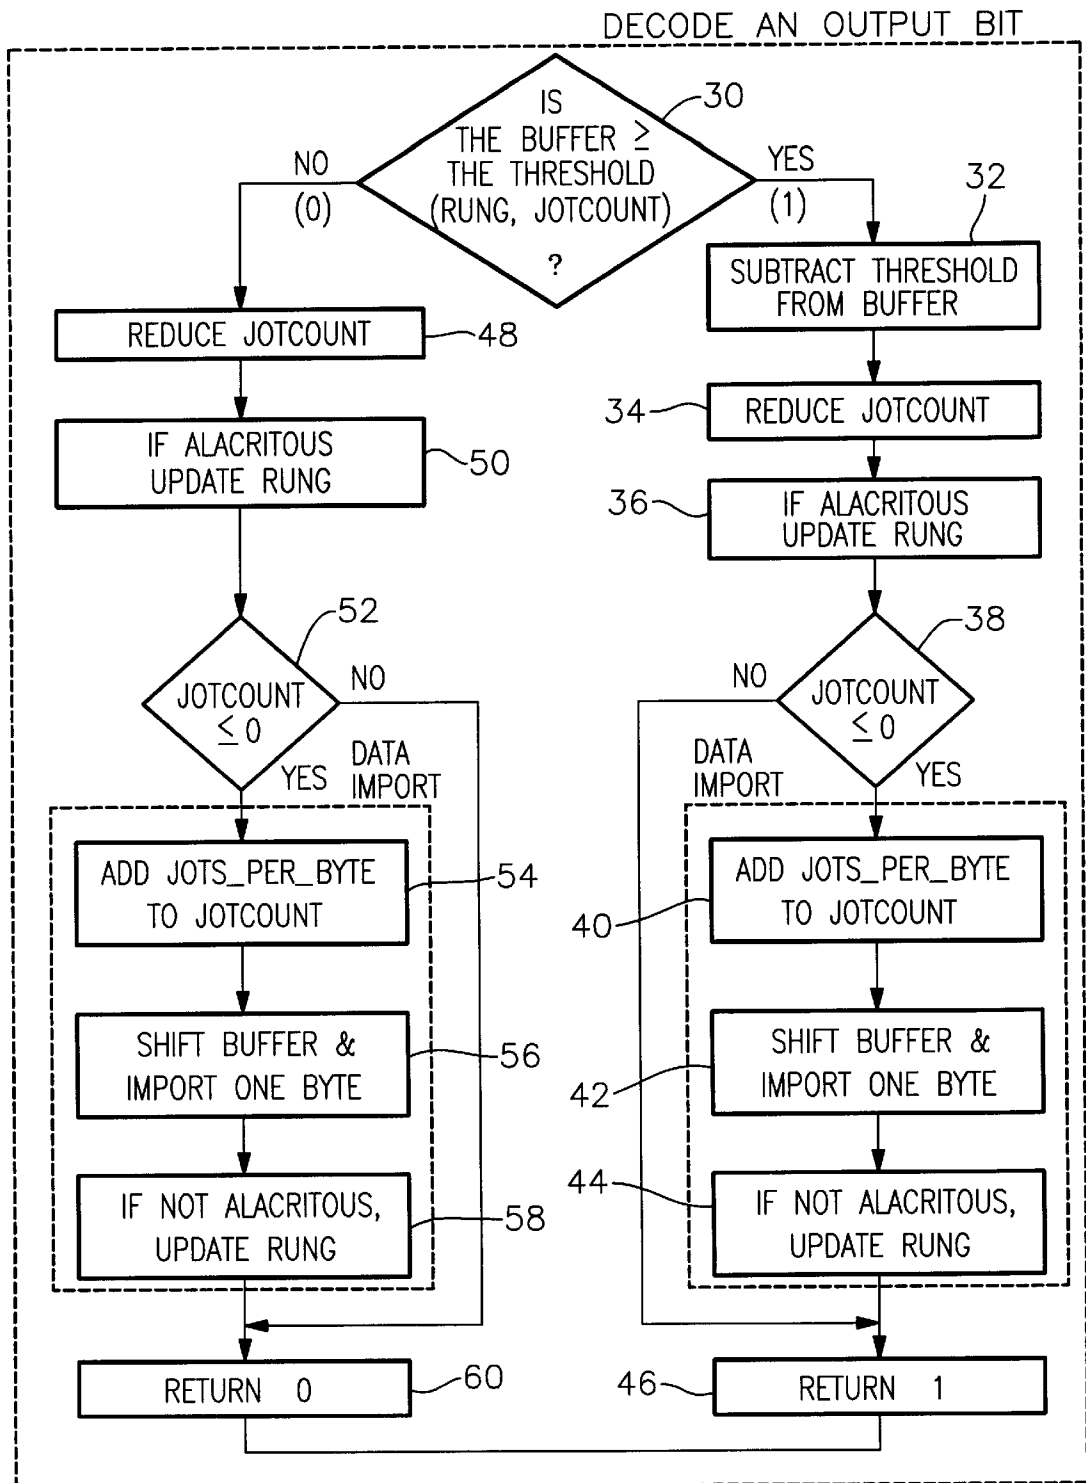 DECODE AN OUTPUT BIT
IS
THE BUFFER ≥
THE THRESHOLD
(RUNG, JOTCOUNT)
?
30
NO
(0)
YES
(1)
32
SUBTRACT THRESHOLD
FROM BUFFER
REDUCE JOTCOUNT
48
34
REDUCE JOTCOUNT
IF ALACRITOUS
UPDATE RUNG
50
36
IF ALACRITOUS
UPDATE RUNG
52
JOTCOUNT
≤ 0
NO
YES
DATA
IMPORT
38
JOTCOUNT
≤ 0
NO
DATA
IMPORT
YES
ADD JOTS_PER_BYTE
TO JOTCOUNT
54
ADD JOTS_PER_BYTE
TO JOTCOUNT
40
SHIFT BUFFER &
IMPORT ONE BYTE
56
SHIFT BUFFER &
IMPORT ONE BYTE
42
IF NOT ALACRITOUS,
UPDATE RUNG
58
44
IF NOT ALACRITOUS,
UPDATE RUNG
RETURN 0
60
46
RETURN 1